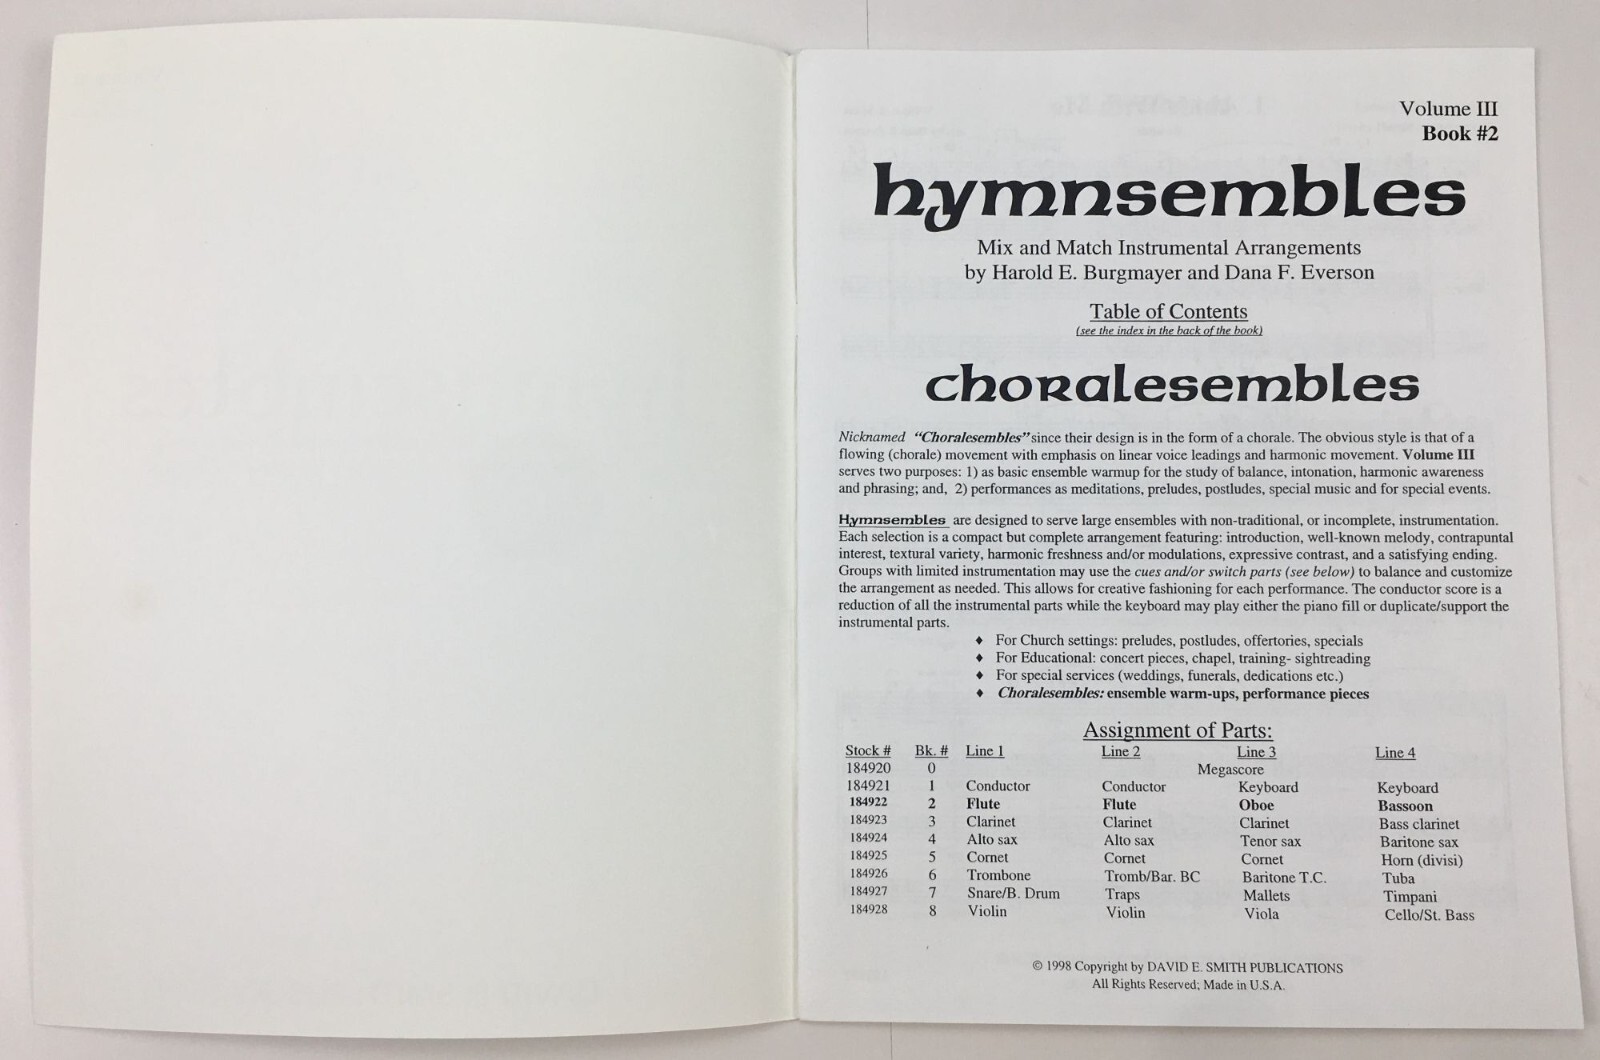 Volume III
Book #2
hymnsembles
Mix and Match Instrumental Arrangements
by Harold E. Burgmayer and Dana F. Everson
Table of Contents
(see the index in the back of the book)
choralesembles
Nicknamed “Choralesembles” since their design is in the form of a chorale. The obvious style is that of a
flowing (chorale) movement with emphasis on linear voice leadings and harmonic movement. Volume III
serves two purposes: 1) as basic ensemble warmup for the study of balance, intonation, harmonic awareness
and phrasing; and, 2) performances as meditations, preludes, postludes, special music and for special events.
Hymnsembles are designed to serve large ensembles with non-traditional, or incomplete, instrumentation.
Each selection is a compact but complete arrangement featuring: introduction, well-known melody, contrapuntal
interest, textural variety, harmonic freshness and/or modulations, expressive contrast, and a satisfying ending.
Groups with limited instrumentation may use the cues and/or switch parts (see below) to balance and customize
the arrangement as needed. This allows for creative fashioning for each performance. The conductor score is a
reduction of all the instrumental parts while the keyboard may play either the piano fill or duplicate/support the
instrumental parts.
♦ For Church settings: preludes, postludes, offertories, specials
♦ For Educational: concert pieces, chapel, training- sightreading
♦ For special services (weddings, funerals, dedications etc.)
♦ Choralesembles: ensemble warm-ups, performance pieces
Assignment of Parts:
Stock # Bk. # Line 1 Line 2 Line 3 Line 4
184920 0 Megascore
184921 1 Conductor Conductor Keyboard Keyboard
184922 2 Flute Flute Oboe Bassoon
184923 3 Clarinet Clarinet Clarinet Bass clarinet
184924 4 Alto sax Alto sax Tenor sax Baritone sax
184925 5 Cornet Cornet Cornet Horn (divisi)
184926 6 Trombone Tromb/Bar. BC Baritone T.C. Tuba
184927 7 Snare/B. Drum Traps Mallets Timpani
184928 8 Violin Violin Viola Cello/St. Bass
© 1998 Copyright by DAVID E. SMITH PUBLICATIONS
All Rights Reserved; Made in U.S.A.